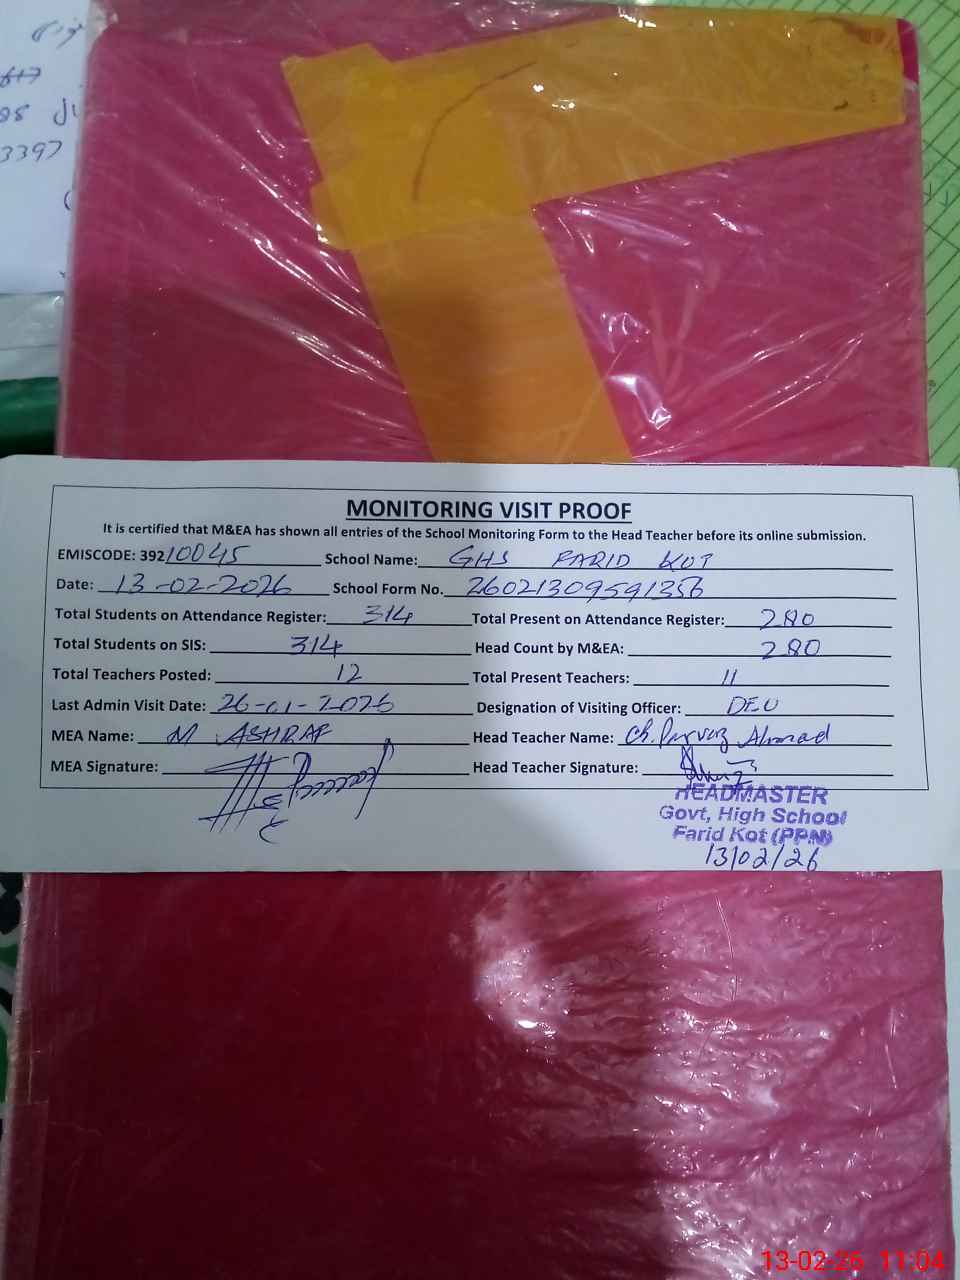 3397
MONITORING VISIT PROOF
It is certified that M&EA has shown all entries of the School Monitoring Form to the Head Teacher before its online submission.
EMISCODE: 39210045 School Name: GHS FARID KOT
Date: 13-02-2026 School Form No. 26021309591356
Total Students on Attendance Register: 314 Total Present on Attendance Register: 280
Total Students on SIS: 314 Head Count by M&EA: 280
Total Teachers Posted: 12 Total Present Teachers: 11
Last Admin Visit Date: 26-01-2026 Designation of Visiting Officer: DEO
MEA Name: M ASHRAF Head Teacher Name: Ch. Parvaz Ahmad
MEA Signature: Head Teacher Signature:
HEADMASTER
Govt, High School
Farid Kot (PPN)
13/02/26
13-02-26 11:04